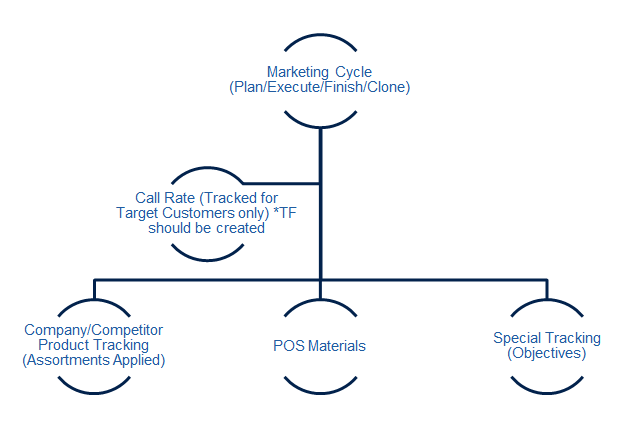 Marketing Cycle
(Plan/Execute/Finish/Clone)
Call Rate (Tracked for
Target Customers only) *TF
should be created
Company/Competitor
Product Tracking
(Assortments Applied)
POS Materials
Special Tracking
(Objectives)